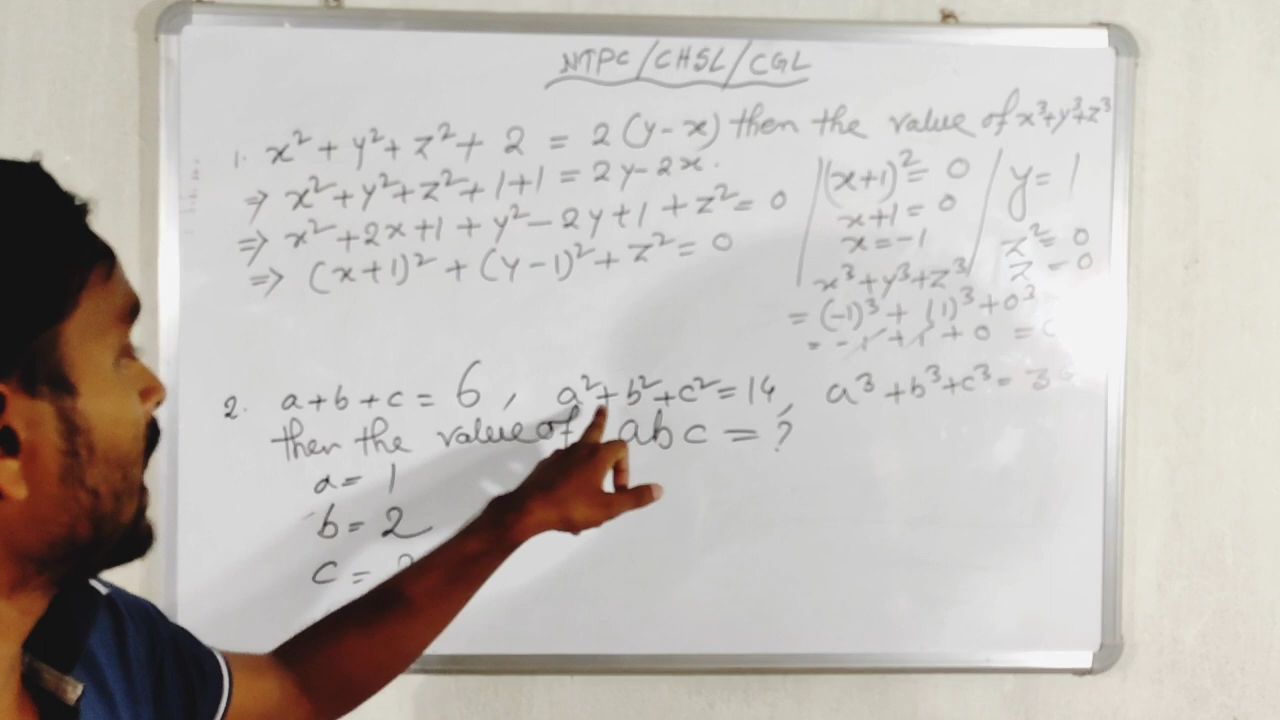 NTPC/CHSL/CGL
1. x² + y² + z² + 2 = 2(y-x) then the value of x³+y³+z³
⇒ x²+y²+z²+1+1 = 2y-2x.
⇒ x²+2x+1 + y²-2y+1 + z² = 0
⇒ (x+1)² + (y-1)² + z² = 0
(x+1)² = 0
x+1 = 0
x = -1
y = 1
z² = 0
z = 0
x³+y³+z³
= (-1)³ + (1)³ + 0³
= -1 + 1 + 0 =
2. a+b+c = 6, a²+b²+c² = 14, a³+b³+c³ = 3
then the value of abc = ?
a = 1
b = 2
c =